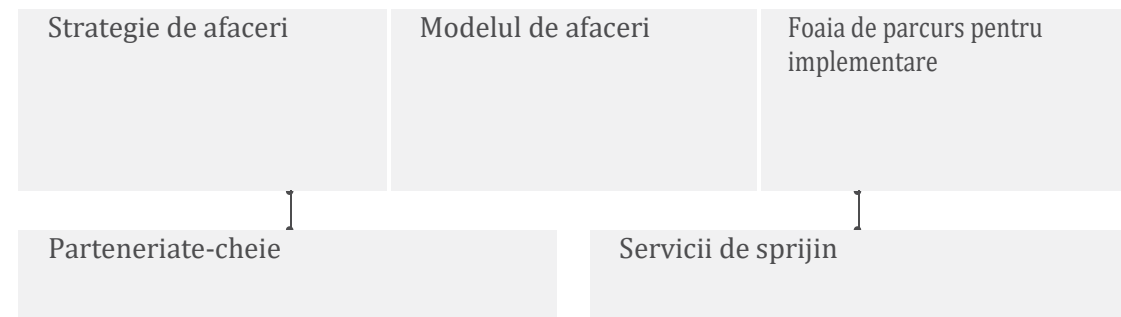 Strategie de afaceri
Modelul de afaceri
Foaia de parcurs pentru
implementare
Parteneriate-cheie
Servicii de sprijin